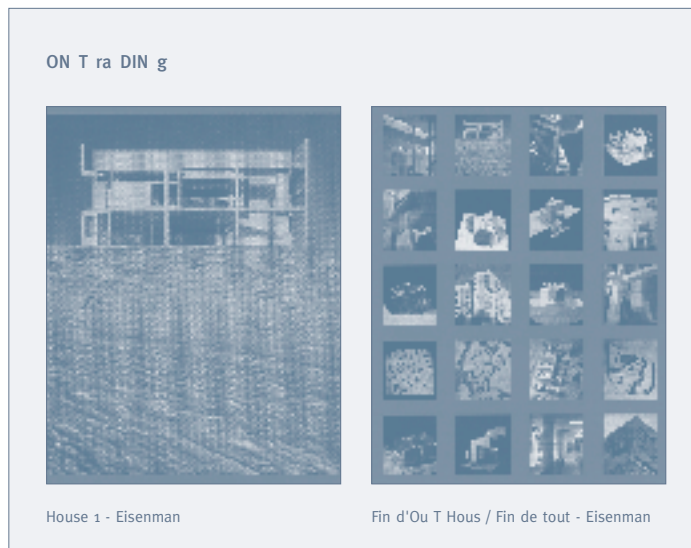 ON T ra DIN g
House 1 - Eisenman
Fin d'Ou T Hous / Fin de tout - Eisenman